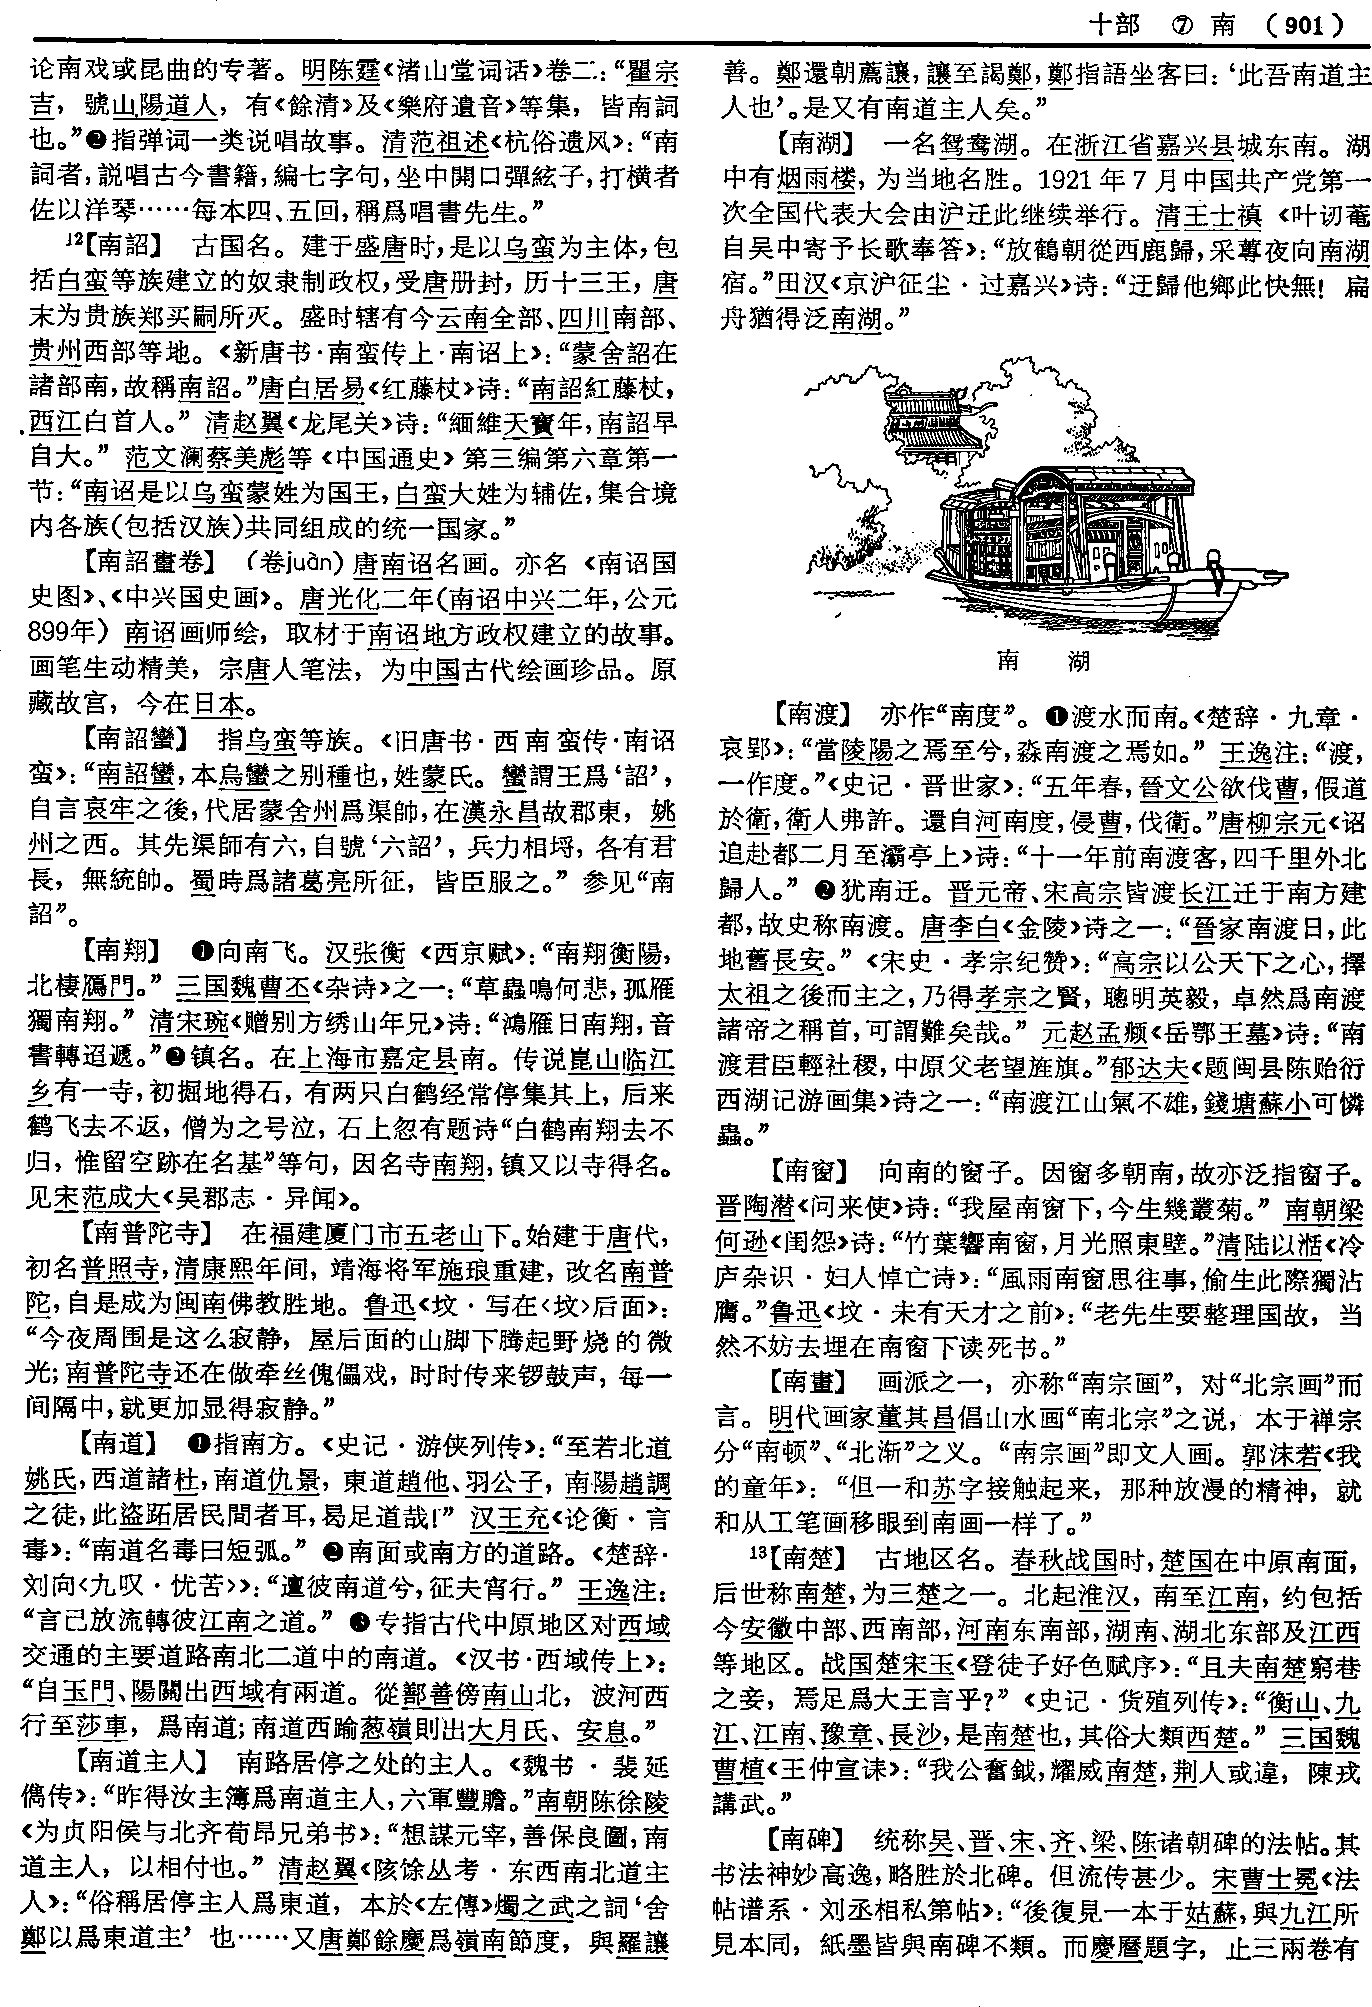 十部 ⑦ 南 （901）
论南戏或昆曲的专著。明陈霆《渚山堂词话》卷二：“瞿宗
吉，號山陽道人，有《餘清》及《樂府遺音》等集，皆南詞
也。”❷指弹词一类说唱故事。清范祖述《杭俗遗风》：“南
詞者，説唱古今書籍，編七字句，坐中開口彈絃子，打横者
佐以洋琴……每本四、五回，稱爲唱書先生。”
12【南詔】 古国名。建于盛唐时，是以乌蛮为主体，包
括白蛮等族建立的奴隶制政权，受唐册封，历十三王，唐
末为贵族郑买嗣所灭。盛时辖有今云南全部、四川南部、
贵州西部等地。《新唐书·南蛮传上·南诏上》：“蒙舍詔在
諸部南，故稱南詔。”唐白居易《红藤杖》诗：“南詔紅藤杖，
西江白首人。” 清赵翼《龙尾关》诗：“緬維天寶年，南詔早
自大。” 范文澜蔡美彪等《中国通史》第三编第六章第一
节：“南诏是以乌蛮蒙姓为国王，白蛮大姓为辅佐，集合境
内各族(包括汉族)共同组成的统一国家。”
【南詔畫卷】 （卷juàn）唐南诏名画。亦名《南诏国
史图》、《中兴国史画》。唐光化二年(南诏中兴二年，公元
899年）南诏画师绘，取材于南诏地方政权建立的故事。
画笔生动精美，宗唐人笔法，为中国古代绘画珍品。原
藏故宫，今在日本。
【南詔蠻】 指乌蛮等族。《旧唐书·西南蛮传·南诏
蛮》：“南詔蠻，本烏蠻之别種也，姓蒙氏。蠻謂王爲‘詔’，
自言哀牢之後，代居蒙舍州爲渠帥，在漢永昌故郡東，姚
州之西。其先渠師有六，自號‘六詔’，兵力相埒，各有君
長，無統帥。蜀時爲諸葛亮所征，皆臣服之。” 参见“南
詔”。
【南翔】 ❶向南飞。汉张衡《西京赋》：“南翔衡陽，
北棲鴈門。” 三国魏曹丕《杂诗》之一：“草蟲鳴何悲，孤雁
獨南翔。” 清宋琬《赠别方绣山年兄》诗：“鴻雁日南翔，音
書轉迢遞。”❷镇名。在上海市嘉定县南。传说崑山临江
乡有一寺，初掘地得石，有两只白鹤经常停集其上，后来
鹤飞去不返，僧为之号泣，石上忽有题诗“白鹤南翔去不
归，惟留空跡在名基”等句，因名寺南翔，镇又以寺得名。
见宋范成大《吴郡志·异闻》。
【南普陀寺】 在福建厦门市五老山下。始建于唐代，
初名普照寺，清康熙年间，靖海将军施琅重建，改名南普
陀，自是成为闽南佛教胜地。鲁迅《坟·写在〈坟〉后面》：
“今夜周围是这么寂静，屋后面的山脚下腾起野烧的微
光；南普陀寺还在做牵丝傀儡戏，时时传来锣鼓声，每一
间隔中，就更加显得寂静。”
【南道】 ❶指南方。《史记·游侠列传》：“至若北道
姚氏，西道諸杜，南道仇景，東道趙他、羽公子，南陽趙調
之徒，此盗跖居民間者耳，曷足道哉！” 汉王充《论衡·言
毒》：“南道名毒曰短弧。” ❷南面或南方的道路。《楚辞·
刘向〈九叹·忧苦〉》：“邅彼南道兮，征夫宵行。” 王逸注：
“言已放流轉彼江南之道。” ❸专指古代中原地区对西域
交通的主要道路南北二道中的南道。《汉书·西域传上》：
“自玉門、陽關出西域有兩道。從鄯善傍南山北，波河西
行至莎車，爲南道；南道西踰葱嶺則出大月氏、安息。”
【南道主人】 南路居停之处的主人。《魏书·裴延
儁传》：“昨得汝主簿爲南道主人，六軍豐贍。”南朝陈徐陵
《为贞阳侯与北齐荀昂兄弟书》：“想謀元宰，善保良圖，南
道主人，以相付也。” 清赵翼《陔馀丛考·东西南北道主
人》：“俗稱居停主人爲東道，本於《左傳》燭之武之詞‘舍
鄭以爲東道主’也……又唐鄭餘慶爲嶺南節度，與羅讓
善。鄭還朝薦讓，讓至謁鄭，鄭指語坐客曰：‘此吾南道主
人也’。是又有南道主人矣。”
【南湖】 一名鸳鸯湖。在浙江省嘉兴县城东南。湖
中有烟雨楼，为当地名胜。1921年7月中国共产党第一
次全国代表大会由沪迁此继续举行。清王士禛《叶讱菴
自吴中寄予长歌奉答》：“放鶴朝從西鹿歸，采蓴夜向南湖
宿。”田汉《京沪征尘·过嘉兴》诗：“迂歸他鄉此快無！扁
舟猶得泛南湖。”
南 湖
【南渡】 亦作“南度”。❶渡水而南。《楚辞·九章·
哀郢》：“當陵陽之焉至兮，淼南渡之焉如。” 王逸注：“渡，
一作度。”《史记·晋世家》：“五年春，晉文公欲伐曹，假道
於衛，衛人弗許。還自河南度，侵曹，伐衛。”唐柳宗元《诏
追赴都二月至灞亭上》诗：“十一年前南渡客，四千里外北
歸人。” ❷犹南迁。晋元帝、宋高宗皆渡长江迁于南方建
都，故史称南渡。唐李白《金陵》诗之一：“晉家南渡日，此
地舊長安。”《宋史·孝宗纪赞》：“高宗以公天下之心，擇
太祖之後而主之，乃得孝宗之賢，聰明英毅，卓然爲南渡
諸帝之稱首，可謂難矣哉。” 元赵孟頫《岳鄂王墓》诗：“南
渡君臣輕社稷，中原父老望旌旗。”郁达夫《题闽县陈贻衍
西湖记游画集》诗之一：“南渡江山氣不雄，錢塘蘇小可憐
蟲。”
【南窗】 向南的窗子。因窗多朝南，故亦泛指窗子。
晋陶潜《问来使》诗：“我屋南窗下，今生幾叢菊。” 南朝梁
何逊《闺怨》诗：“竹葉響南窗，月光照東壁。”清陆以湉《冷
庐杂识·妇人悼亡诗》：“風雨南窗思往事，偷生此際獨沾
膺。”鲁迅《坟·未有天才之前》：“老先生要整理国故，当
然不妨去埋在南窗下读死书。”
【南畫】 画派之一，亦称“南宗画”，对“北宗画”而
言。明代画家董其昌倡山水画“南北宗”之说，本于禅宗
分“南顿”、“北渐”之义。“南宗画”即文人画。郭沫若《我
的童年》：“但一和苏字接触起来，那种放漫的精神，就
和从工笔画移眼到南画一样了。”
13【南楚】 古地区名。春秋战国时，楚国在中原南面，
后世称南楚，为三楚之一。北起淮汉，南至江南，约包括
今安徽中部、西南部，河南东南部，湖南、湖北东部及江西
等地区。战国楚宋玉《登徒子好色赋序》：“且夫南楚窮巷
之妾，焉足爲大王言乎？”《史记·货殖列传》：“衡山、九
江、江南、豫章、長沙，是南楚也，其俗大類西楚。” 三国魏
曹植《王仲宣诔》：“我公奮鉞，耀威南楚，荆人或違，陳戎
講武。”
【南碑】 统称吴、晋、宋、齐、梁、陈诸朝碑的法帖。其
书法神妙高逸，略胜於北碑。但流传甚少。宋曹士冕《法
帖谱系·刘丞相私第帖》：“後復見一本于姑蘇，與九江所
見本同，紙墨皆與南碑不類。而慶曆題字，止三兩卷有